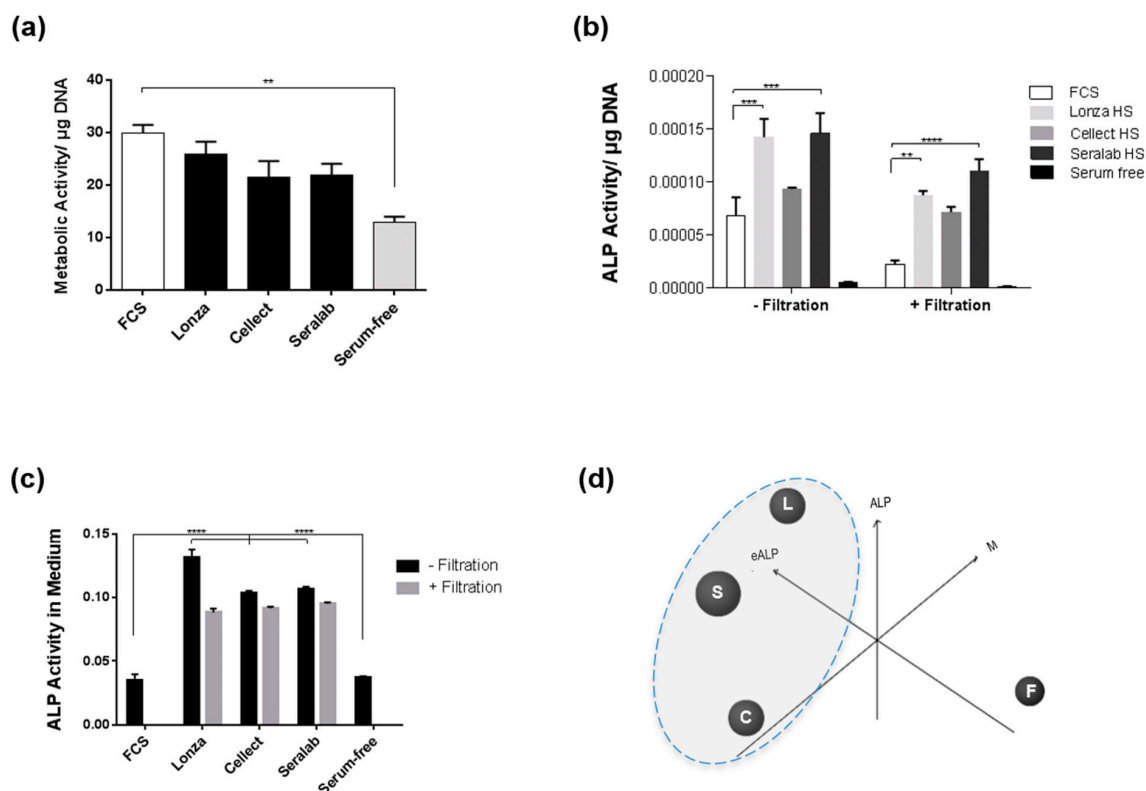 (a)
Metabolic Activity/ µg DNA
40
30
20
10
0
**
FCS
Lonza
Cellect
Seralab
Serum-free
(b)
ALP Activity/ µg DNA
0.00020
0.00015
0.00010
0.00005
0.00000
***
***
****
**
- Filtration
+ Filtration
FCS
Lonza HS
Cellect HS
Seralab HS
Serum free
(c)
ALP Activity in Medium
0.15
0.10
0.05
0.00
****
****
FCS
Lonza
Cellect
Seralab
Serum-free
- Filtration
+ Filtration
(d)
L
ALP
M
eALP
S
F
C